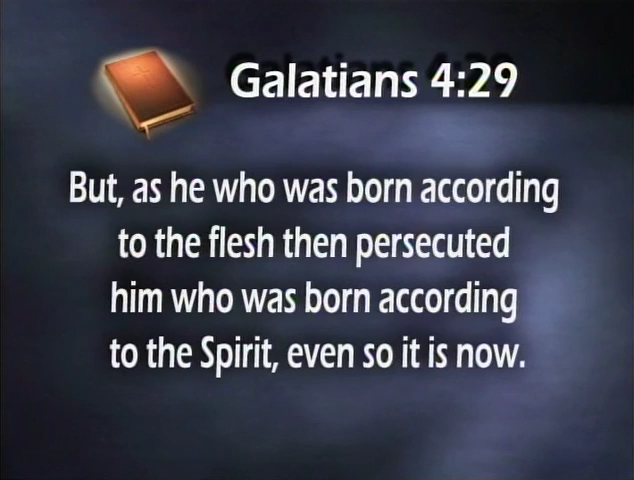 Galatians 4:29
But, as he who was born according
to the flesh then persecuted
him who was born according
to the Spirit, even so it is now.